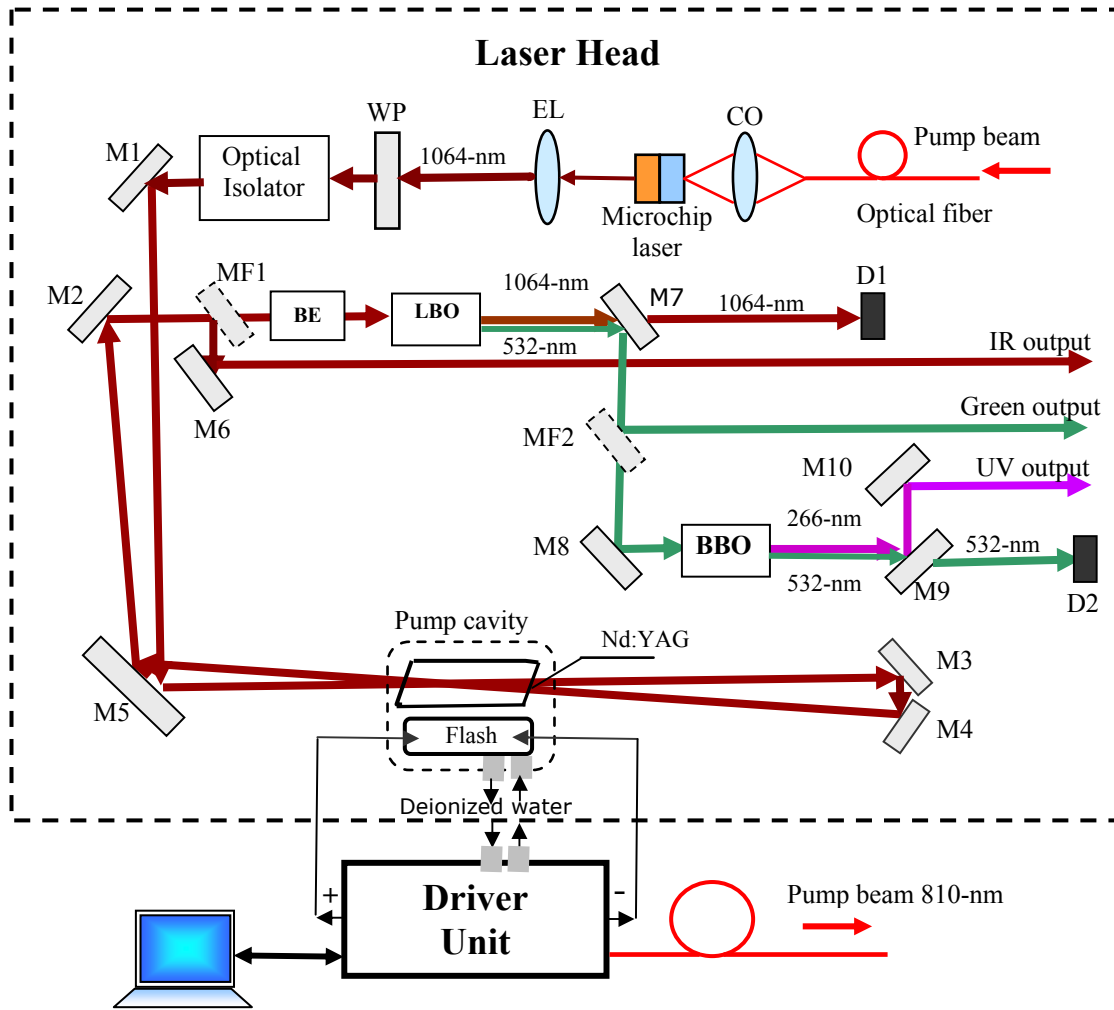 Laser Head
WP
EL
CO
Pump beam
M1
Optical
Isolator
1064-nm
Microchip
laser
Optical fiber
M2
MF1
BE
LBO
1064-nm
532-nm
M7
1064-nm
D1
IR output
M6
Green output
MF2
M10
UV output
M8
BBO
266-nm
532-nm
M9
532-nm
D2
Pump cavity
Nd:YAG
M3
M5
M4
Flash
Deionized water
+
-
Driver
Unit
Pump beam 810-nm